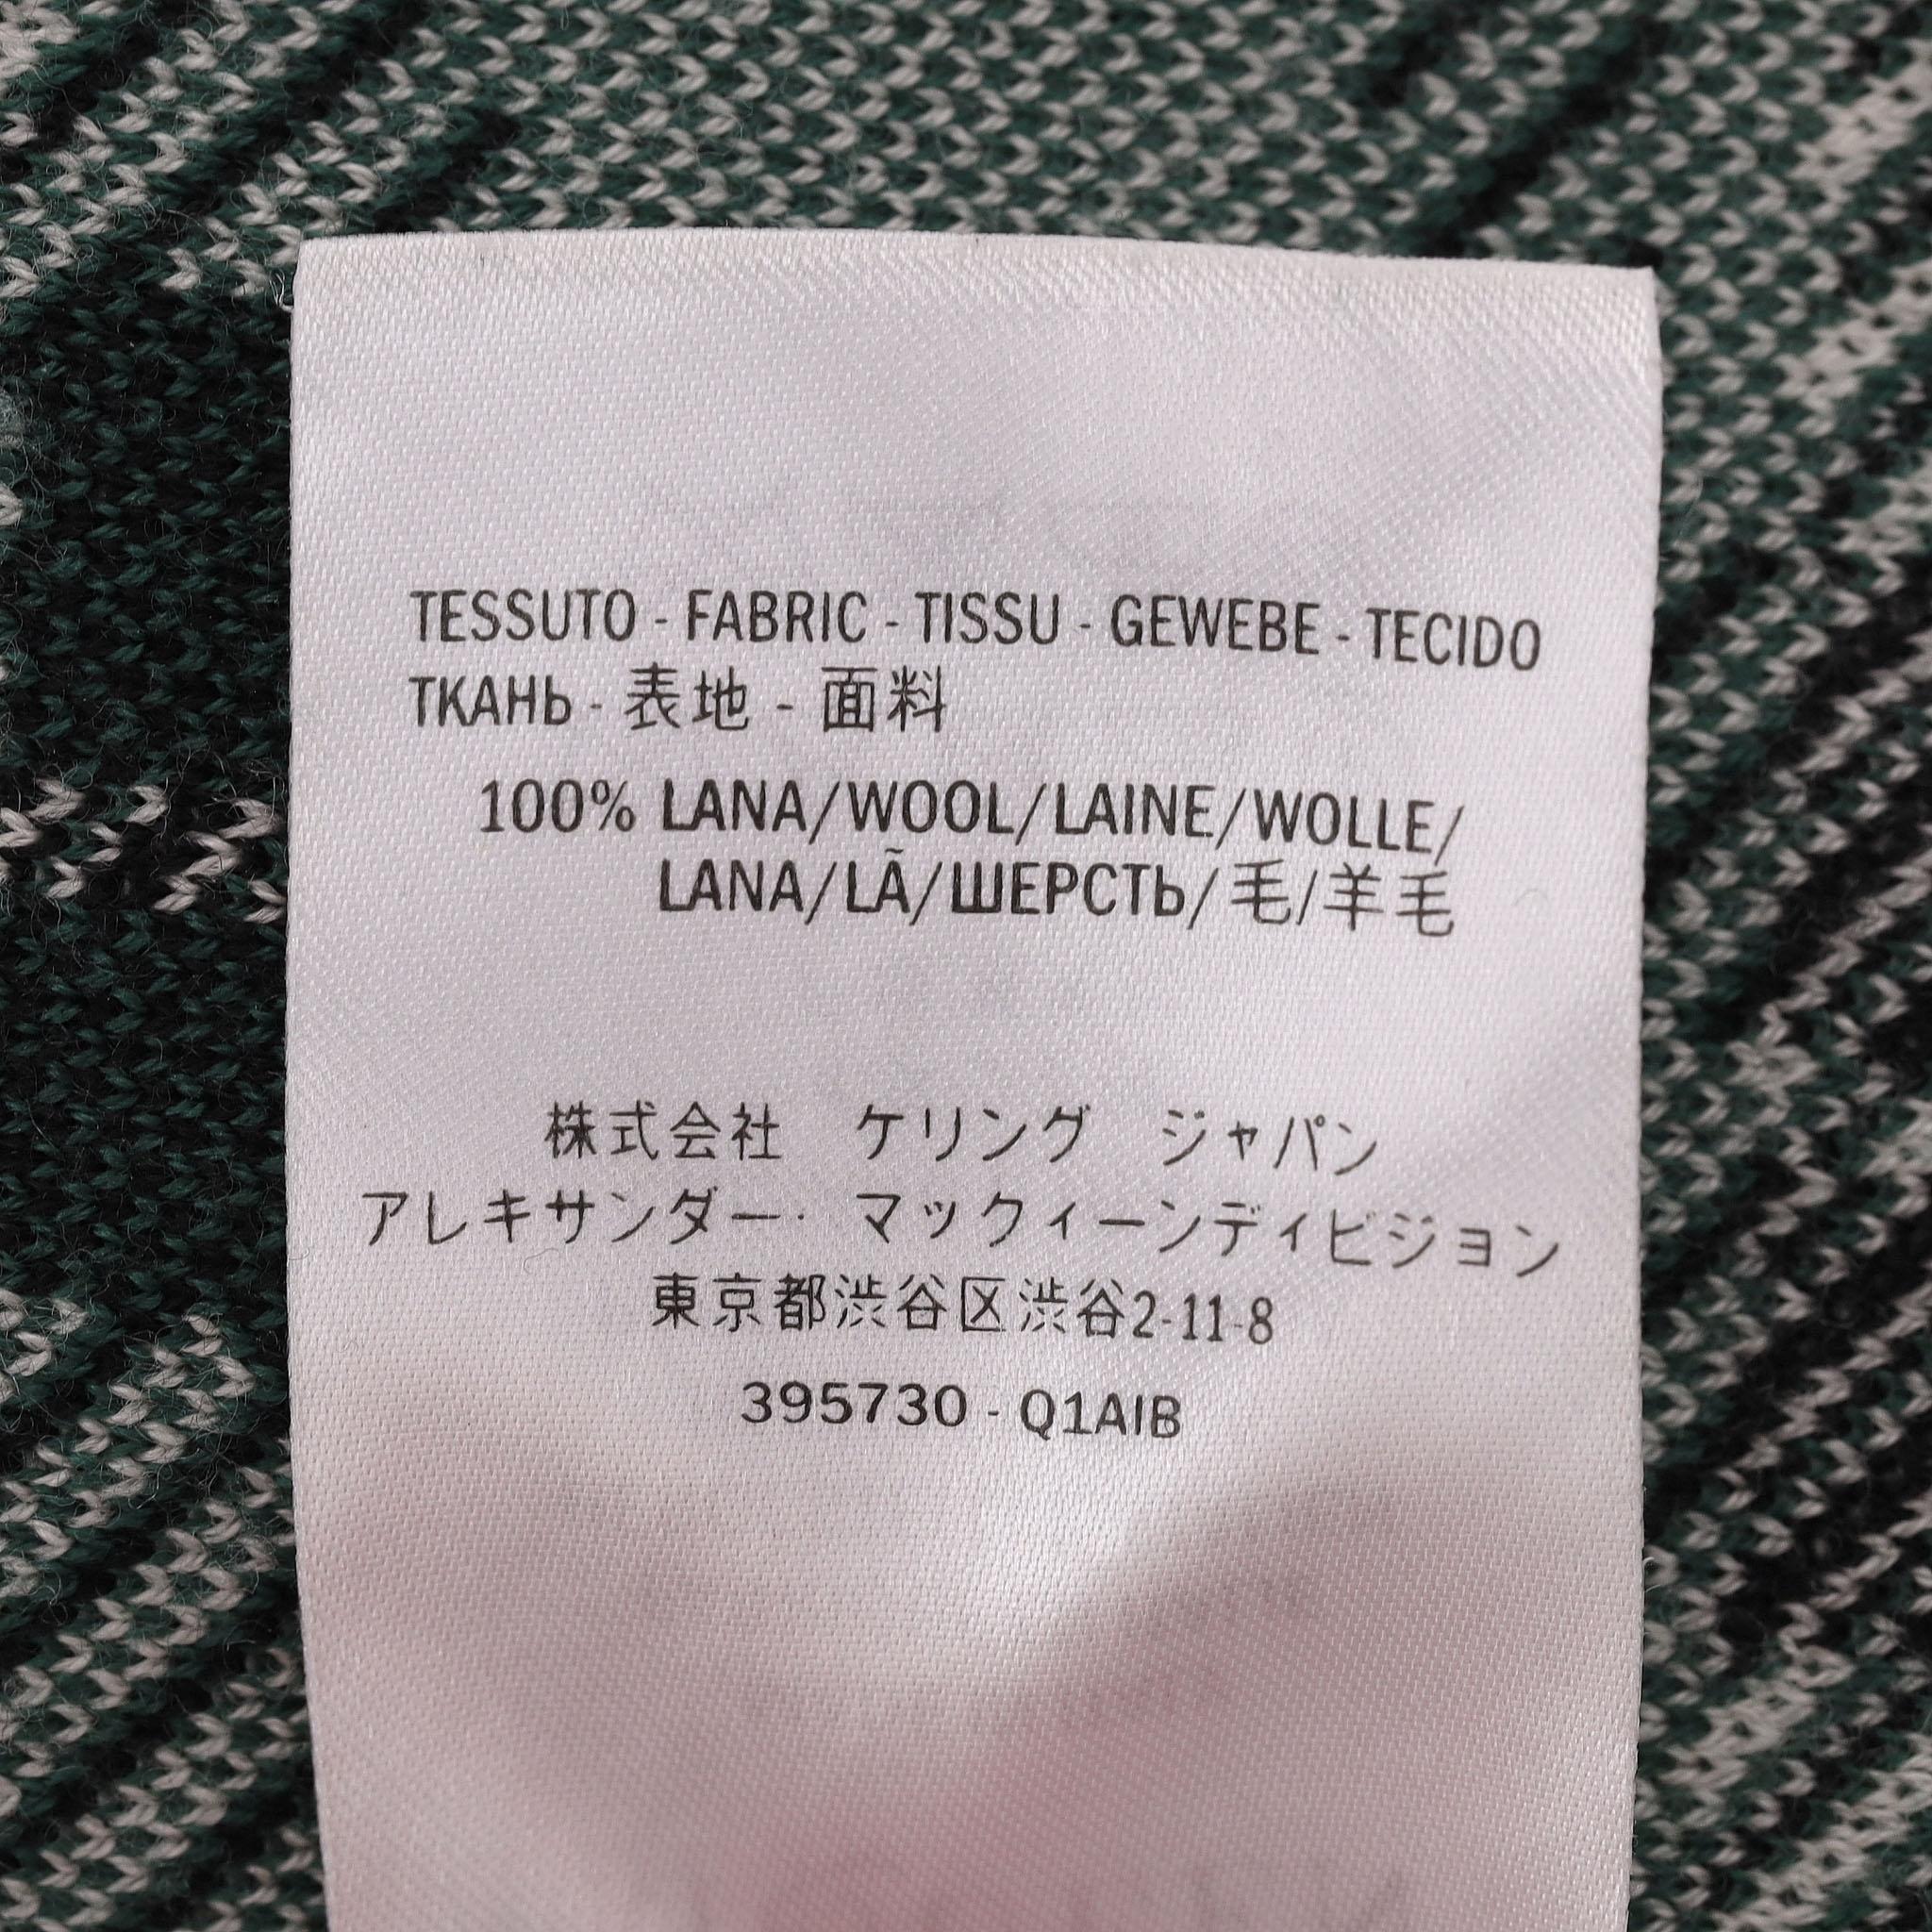 TESSUTO - FABRIC - TISSU - GEWEBE - TECIDO
ТКАНЬ - 表地 - 面料
100% LANA/WOOL/LAINE/WOLLE/
LANA/LÃ/ШЕРСТЬ/毛/羊毛
株式会社　ケリング　ジャパン
アレキサンダー・マックィーンディビジョン
東京都渋谷区渋谷2-11-8
395730 - Q1AIB